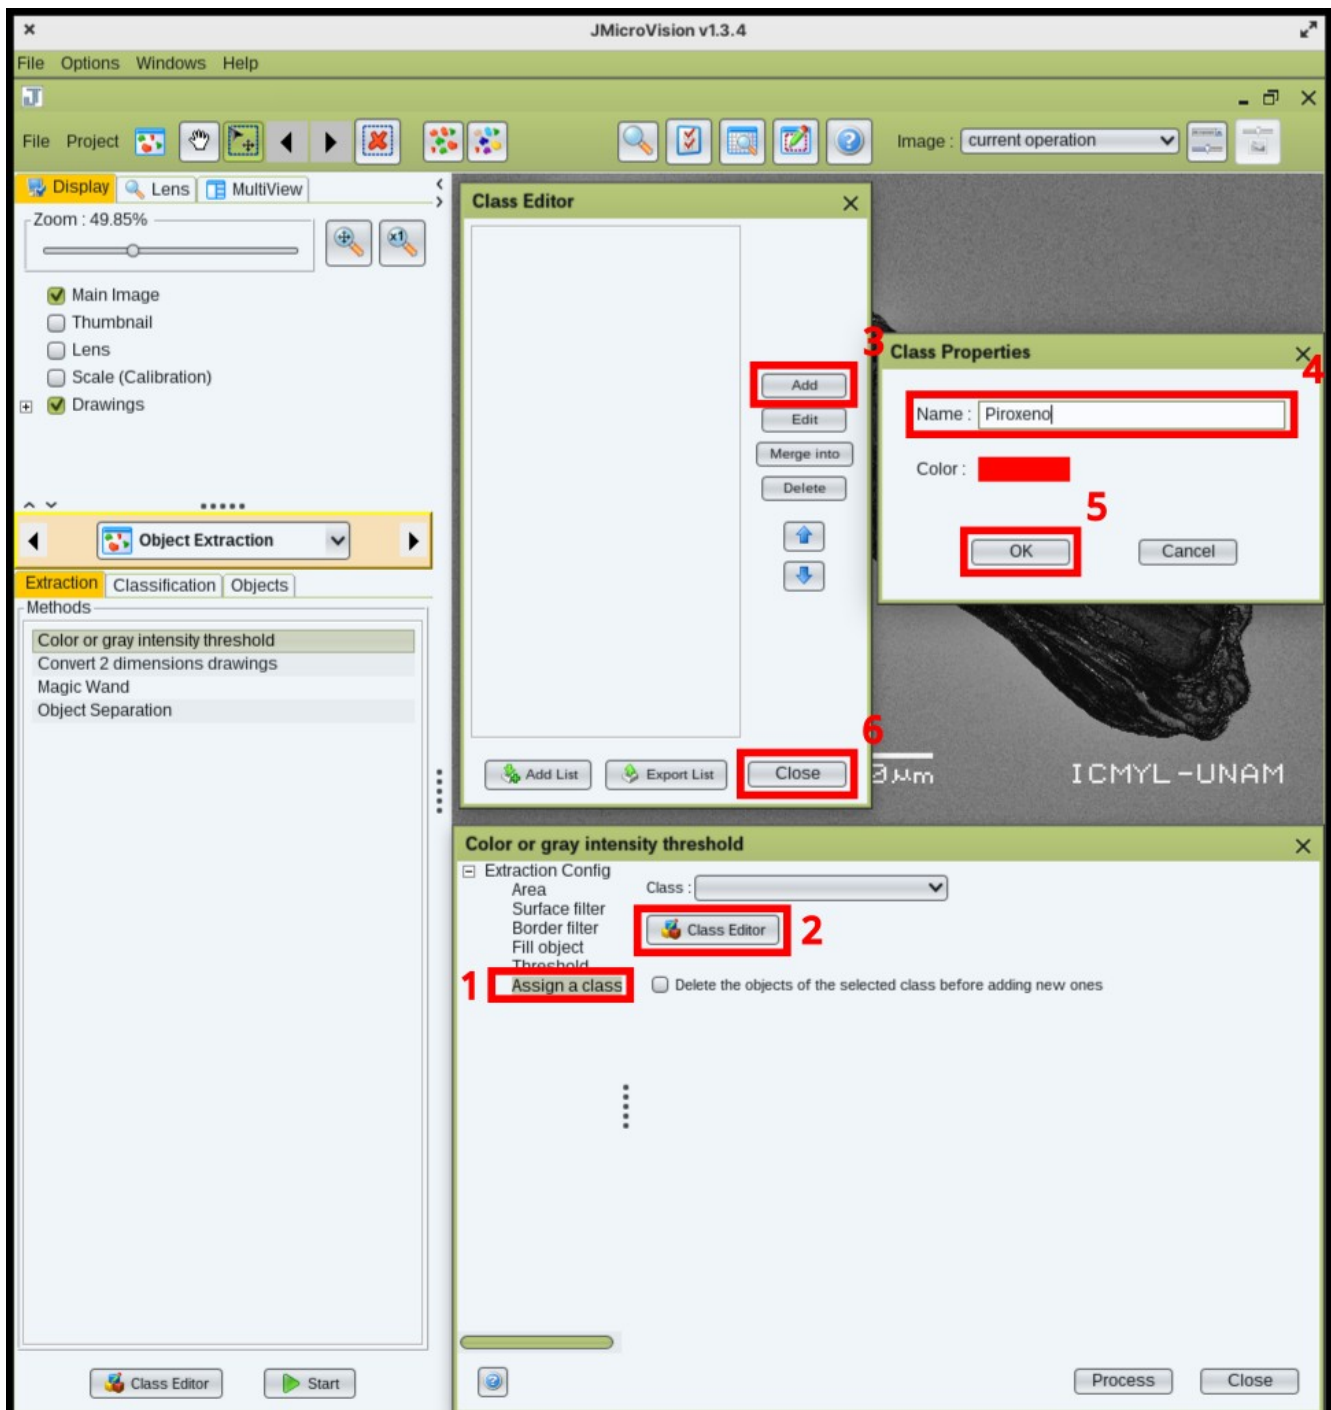 JMicroVision v1.3.4
File Options Windows Help
File Project
Image : current operation
Display Lens MultiView
Zoom : 49.85%
x1
Main Image
Thumbnail
Lens
Scale (Calibration)
Drawings
Object Extraction
Extraction Classification Objects
Methods
Color or gray intensity threshold
Convert 2 dimensions drawings
Magic Wand
Object Separation
Class Editor Start
Class Editor
3
Add
Edit
Merge into
Delete
6
Add List Export List Close
Class Properties
4
Name : Piroxeno
Color :
5
OK Cancel
µm ICMYL-UNAM
Color or gray intensity threshold
Extraction Config
Area
Surface filter
Border filter
Fill object
Threshold
1 Assign a class
Class :
Class Editor 2
Delete the objects of the selected class before adding new ones
Process Close